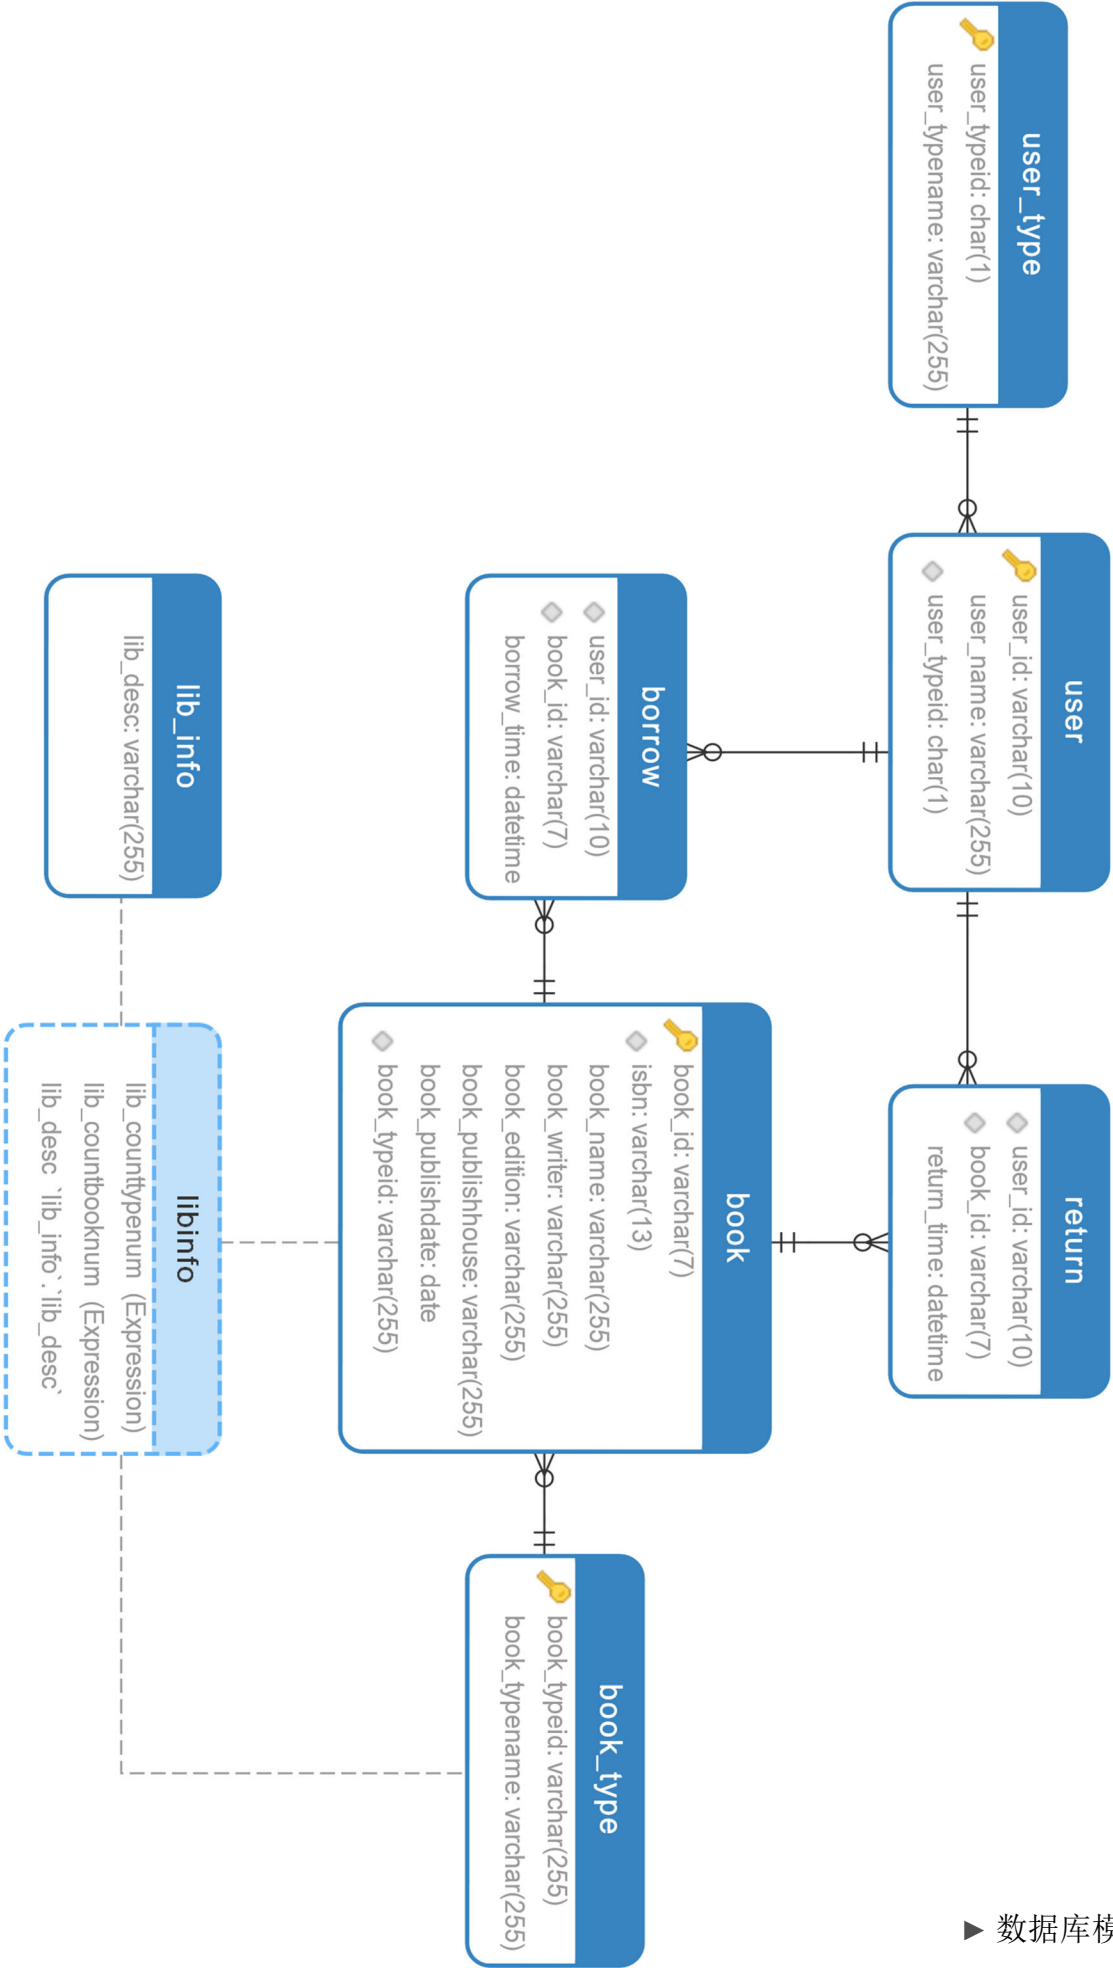 user_type
user_typeid: char(1)
user_typename: varchar(255)
user
user_id: varchar(10)
user_name: varchar(255)
user_typeid: char(1)
return
user_id: varchar(10)
book_id: varchar(7)
return_time: datetime
borrow
user_id: varchar(10)
book_id: varchar(7)
borrow_time: datetime
book
book_id: varchar(7)
isbn: varchar(13)
book_name: varchar(255)
book_writer: varchar(255)
book_edition: varchar(255)
book_publishhouse: varchar(255)
book_publishdate: date
book_typeid: varchar(255)
book_type
book_typeid: varchar(255)
book_typename: varchar(255)
lib_info
lib_desc: varchar(255)
libinfo
lib_counttypenum (Expression)
lib_countbooknum (Expression)
lib_desc `lib_info`.`lib_desc`
▶ 数据库模